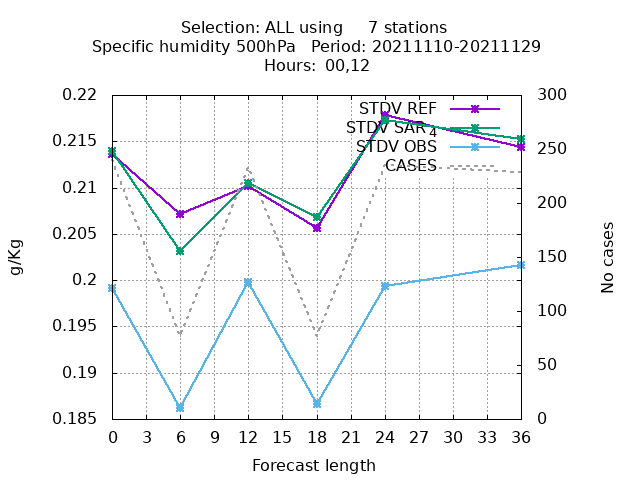 Selection: ALL using 7 stations
Specific humidity 500hPa Period: 20211110-20211129
Hours: 00,12
0.22
0.215
0.21
0.205
0.2
0.195
0.19
0.185
g/Kg
STDV REF
STDV SAR 4
STDV OBS
CASES
300
250
200
150
100
50
0
No cases
0 3 6 9 12 15 18 21 24 27 30 33 36
Forecast length